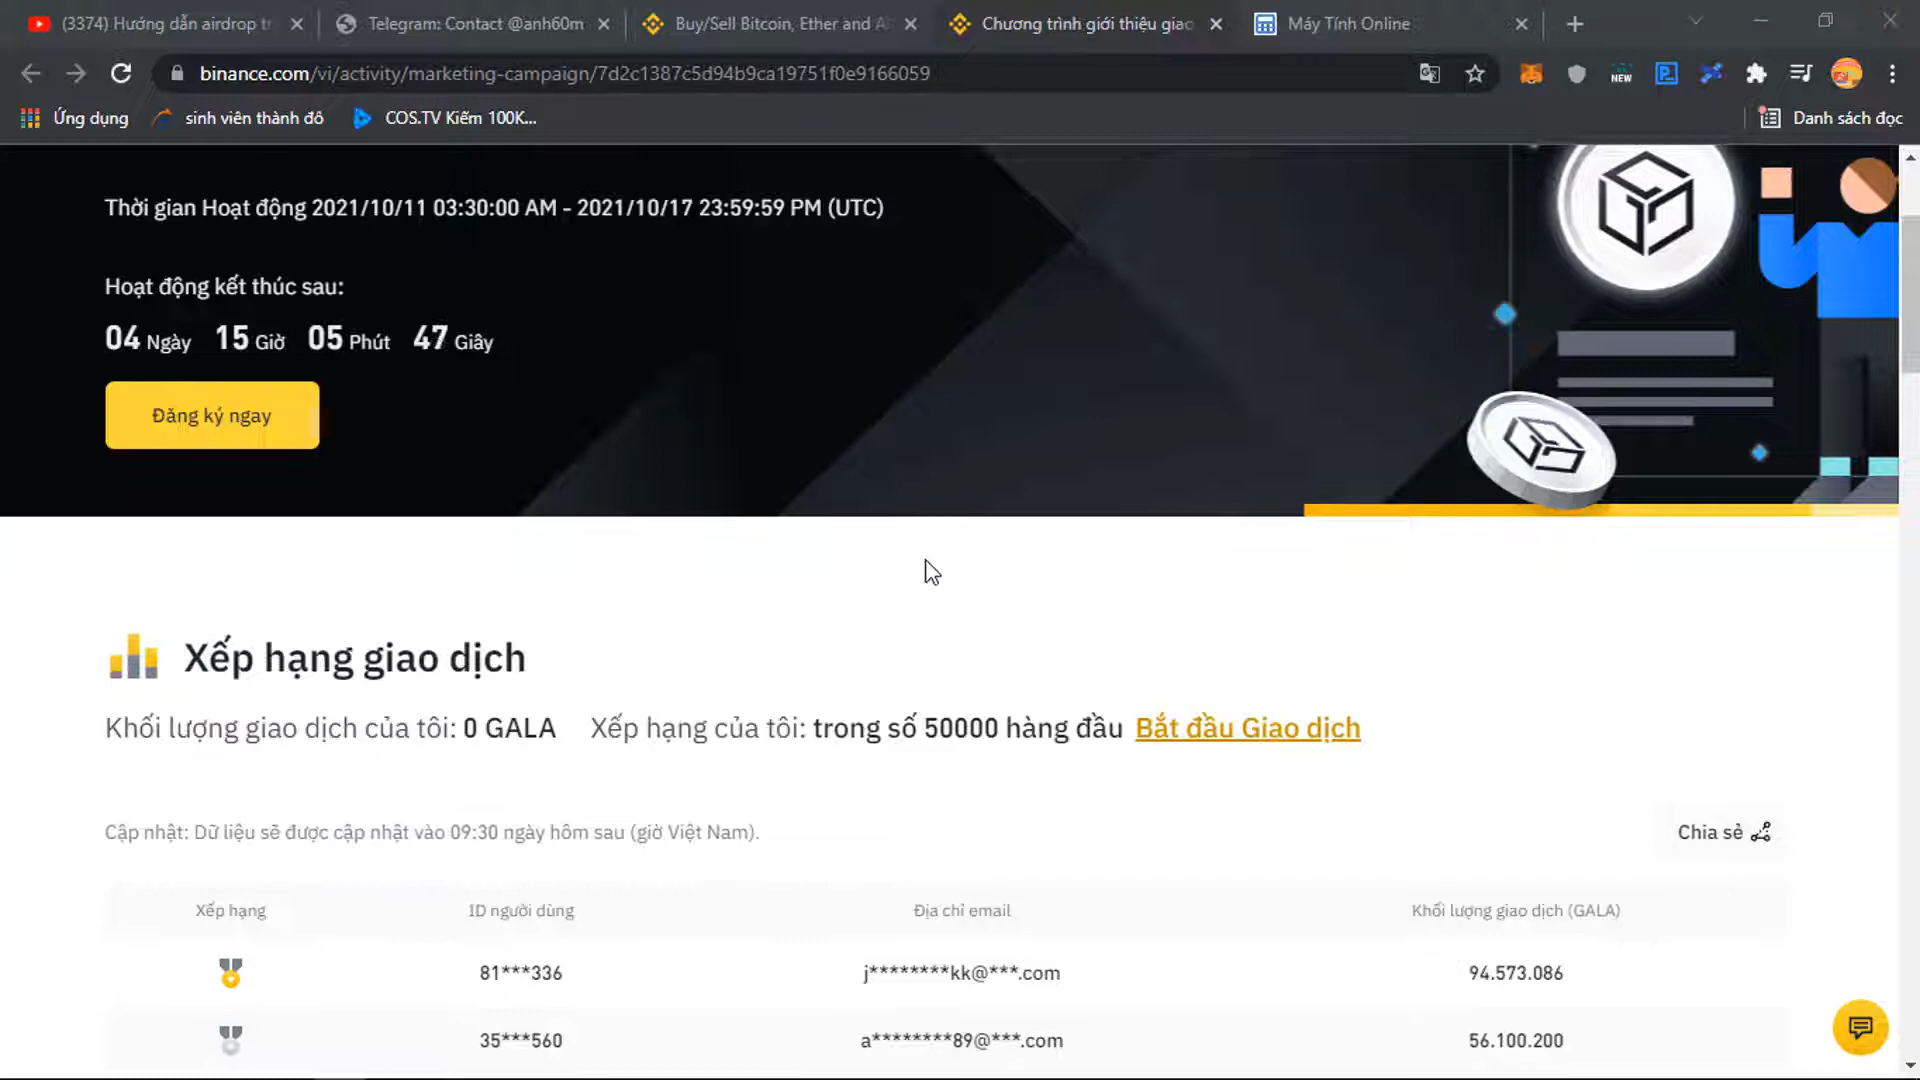 (3374) Hướng dẫn airdrop tr
Telegram: Contact @anh60m
Buy/Sell Bitcoin, Ether and A
Chương trình giới thiệu giao
Máy Tính Online
binance.com/vi/activity/marketing-campaign/7d2c1387c5d94b9ca19751f0e9166059
NEW
Ứng dụng
sinh viên thành đô
COS.TV Kiếm 100K...
Danh sách đọc
Thời gian Hoạt động 2021/10/11 03:30:00 AM - 2021/10/17 23:59:59 PM (UTC)
Hoạt động kết thúc sau:
04 Ngày 15 Giờ 05 Phút 47 Giây
Đăng ký ngay
Xếp hạng giao dịch
Khối lượng giao dịch của tôi: 0 GALA Xếp hạng của tôi: trong số 50000 hàng đầu Bắt đầu Giao dịch
Cập nhật: Dữ liệu sẽ được cập nhật vào 09:30 ngày hôm sau (giờ Việt Nam).
Chia sẻ
Xếp hạng ID người dùng Địa chỉ email Khối lượng giao dịch (GALA)
81***336 j********kk@***.com 94.573.086
35***560 a********89@***.com 56.100.200